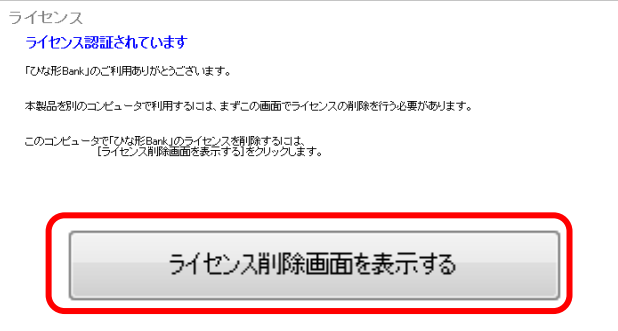 ライセンス
ライセンス認証されています
「ひな形Bank」のご利用ありがとうございます。
本製品を別のコンピュータで利用するには、まずこの画面でライセンスの削除を行う必要があります。
このコンピュータで「ひな形Bank」のライセンスを削除するには、
[ライセンス削除画面を表示する]をクリックします。
ライセンス削除画面を表示する